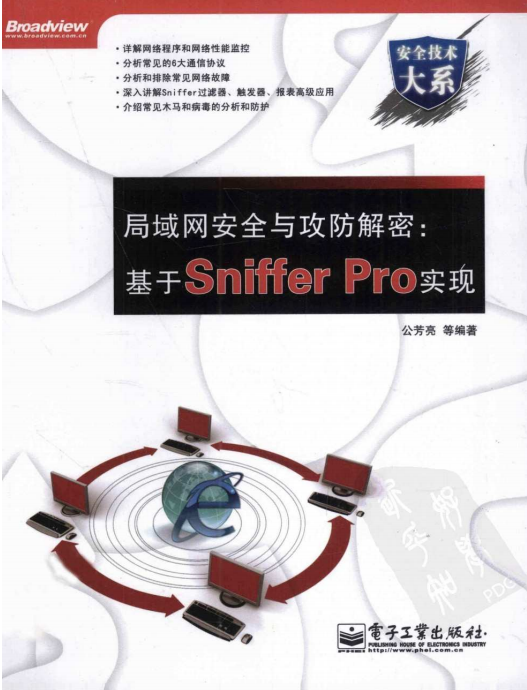 Broadview
www.broadview.com.cn
· 详解网络程序和网络性能监控
· 分析常见的6大通信协议
· 分析和排除常见网络故障
· 深入讲解Sniffer过滤器、触发器、报表高级应用
· 介绍常见木马和病毒的分析和防护
安全技术
大系
局域网安全与攻防解密：
基于Sniffer Pro实现
公芳亮 等编著
PDG
電子工業出版社·
PUBLISHING HOUSE OF ELECTRONICS INDUSTRY
http://www.phei.com.cn